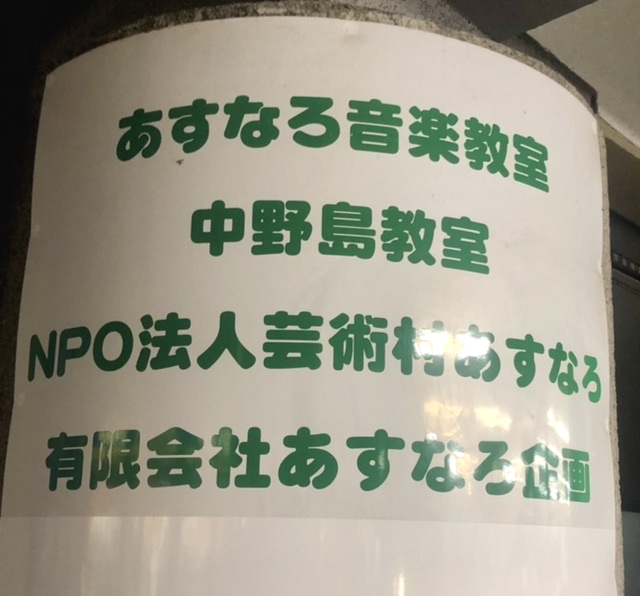 あすなろ音楽教室
中野島教室
NPO法人芸術村あすなろ
有限会社あすなろ企画